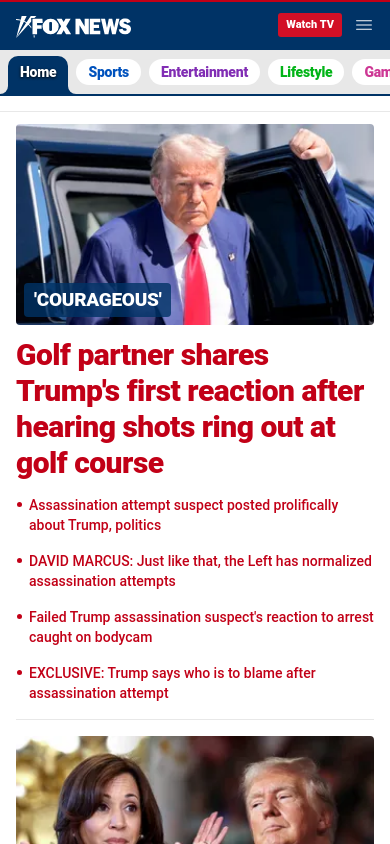 FOX NEWS
Watch TV
Home
Sports
Entertainment
Lifestyle
Gam
'COURAGEOUS'
Golf partner shares
Trump's first reaction after
hearing shots ring out at
golf course
Assassination attempt suspect posted prolifically
about Trump, politics
DAVID MARCUS: Just like that, the Left has normalized
assassination attempts
Failed Trump assassination suspect's reaction to arrest
caught on bodycam
EXCLUSIVE: Trump says who is to blame after
assassination attempt